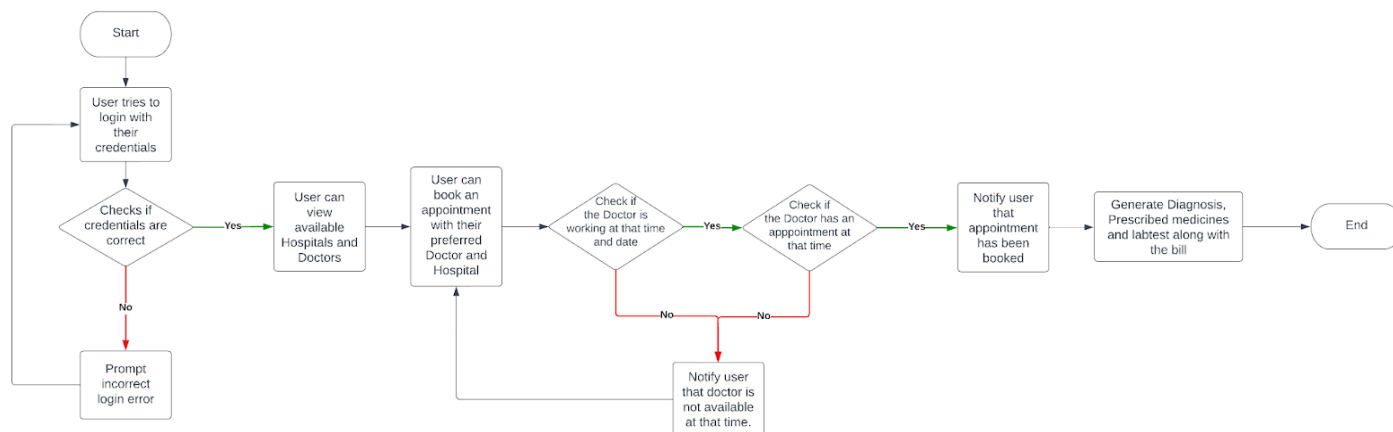 Start
User tries to
login with
their
credentials
Checks if
credentials are
correct
Yes
No
Prompt
incorrect
login error
User can
view
available
Hospitals and
Doctors
User can
book an
appointment
with their
preferred
Doctor and
Hospital
Check if
the Doctor is
working at that time
and date
Yes
No
Check if
the Doctor has an
apppointment at
that time
Yes
No
Notify user
that doctor is
not available
at that time.
Notify user
that
appointment
has been
booked
Generate Diagnosis,
Prescribed medicines
and labtest along with
the bill
End